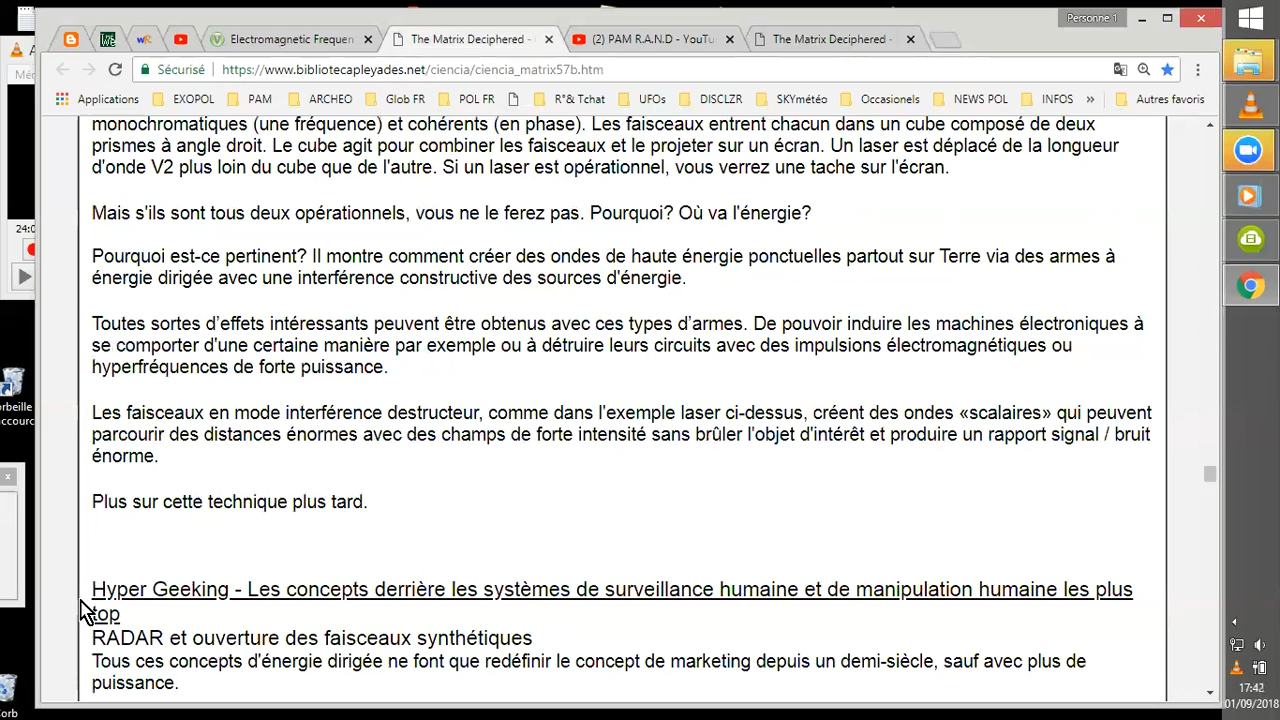 Personne 1
Electromagnetic Frequen
The Matrix Deciphered -
(2) PAM R.A.N.D - YouTu
The Matrix Deciphered -
Sécurisé
https://www.bibliotecapleyades.net/ciencia/ciencia_matrix57b.htm
Applications EXOPOL PAM ARCHEO Glob FR POL FR R°& Tchat UFOs DISCLZR SKYmétéo Occasionels NEWS POL INFOS » Autres favoris
monochromatiques (une fréquence) et cohérents (en phase). Les faisceaux entrent chacun dans un cube composé de deux
prismes à angle droit. Le cube agit pour combiner les faisceaux et le projeter sur un écran. Un laser est déplacé de la longueur
d'onde V2 plus loin du cube que de l'autre. Si un laser est opérationnel, vous verrez une tache sur l'écran.
Mais s'ils sont tous deux opérationnels, vous ne le ferez pas. Pourquoi? Où va l'énergie?
Pourquoi est-ce pertinent? Il montre comment créer des ondes de haute énergie ponctuelles partout sur Terre via des armes à
énergie dirigée avec une interférence constructive des sources d'énergie.
Toutes sortes d’effets intéressants peuvent être obtenus avec ces types d’armes. De pouvoir induire les machines électroniques à
se comporter d'une certaine manière par exemple ou à détruire leurs circuits avec des impulsions électromagnétiques ou
hyperfréquences de forte puissance.
Les faisceaux en mode interférence destructeur, comme dans l'exemple laser ci-dessus, créent des ondes «scalaires» qui peuvent
parcourir des distances énormes avec des champs de forte intensité sans brûler l'objet d'intérêt et produire un rapport signal / bruit
énorme.
Plus sur cette technique plus tard.
Hyper Geeking - Les concepts derrière les systèmes de surveillance humaine et de manipulation humaine les plus
top
RADAR et ouverture des faisceaux synthétiques
Tous ces concepts d'énergie dirigée ne font que redéfinir le concept de marketing depuis un demi-siècle, sauf avec plus de
puissance.
17:42
01/09/2018